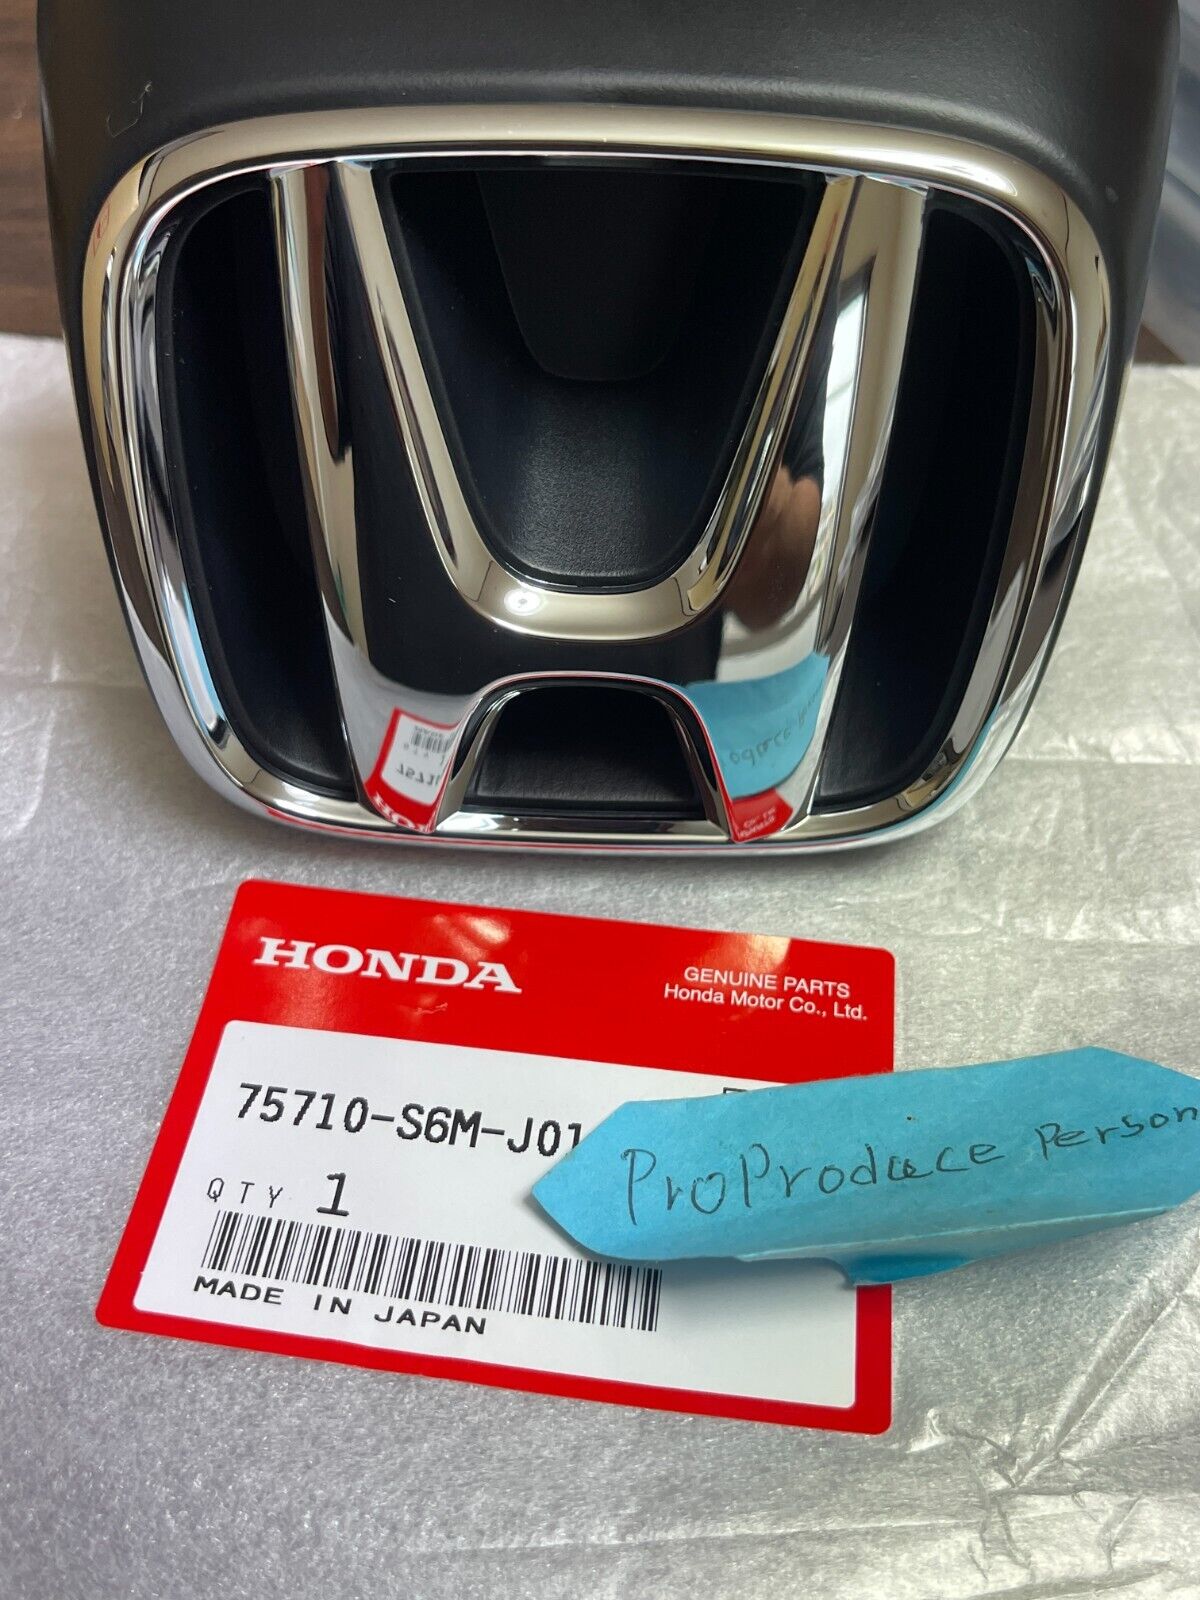 HONDA
GENUINE PARTS
Honda Motor Co., Ltd.
75710-S6M-J01
ProProduce Person
QTY 1
MADE IN JAPAN